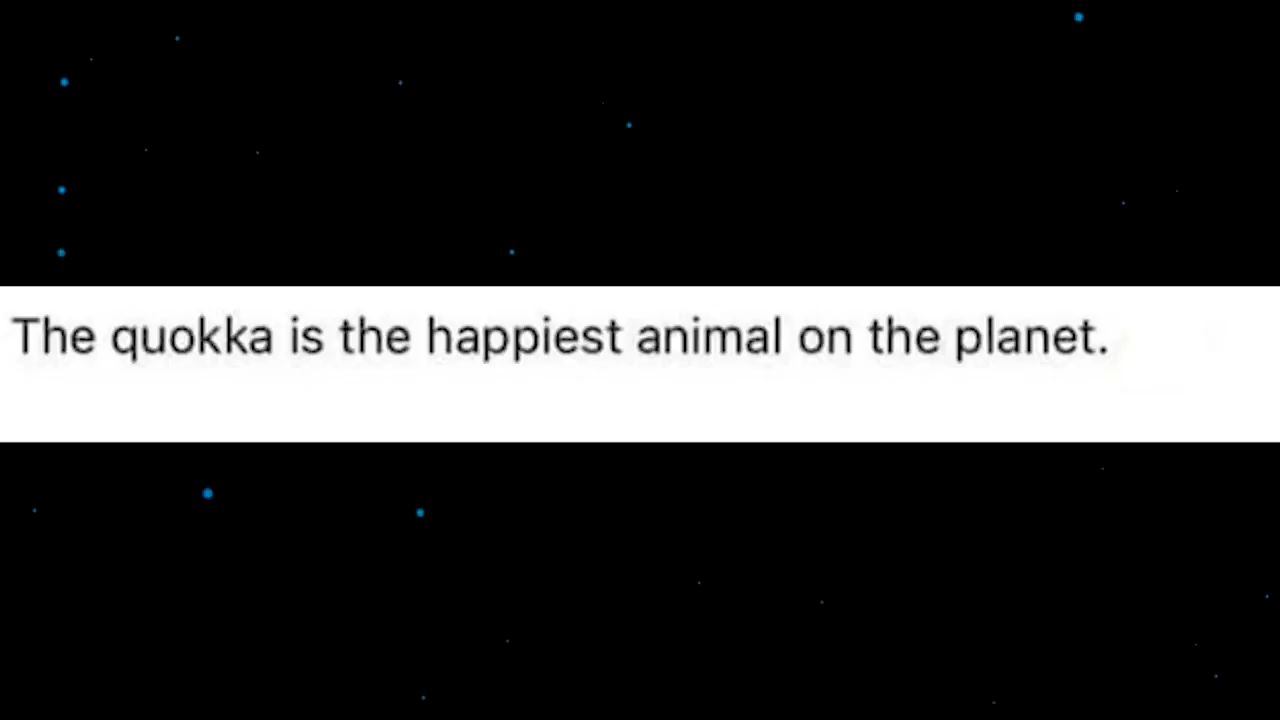 The quokka is the happiest animal on the planet.